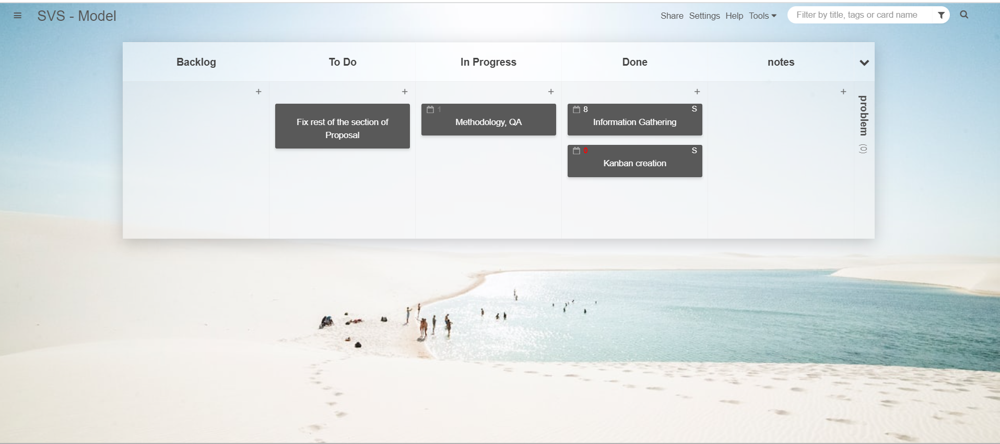 SVS - Model
Share Settings Help Tools
Filter by title, tags or card name
Backlog
To Do
In Progress
Done
notes
+
+
+
+
+
Fix rest of the section of
Proposal
1
Methodology, QA
8 S
Information Gathering
0 S
Kanban creation
problem (0)